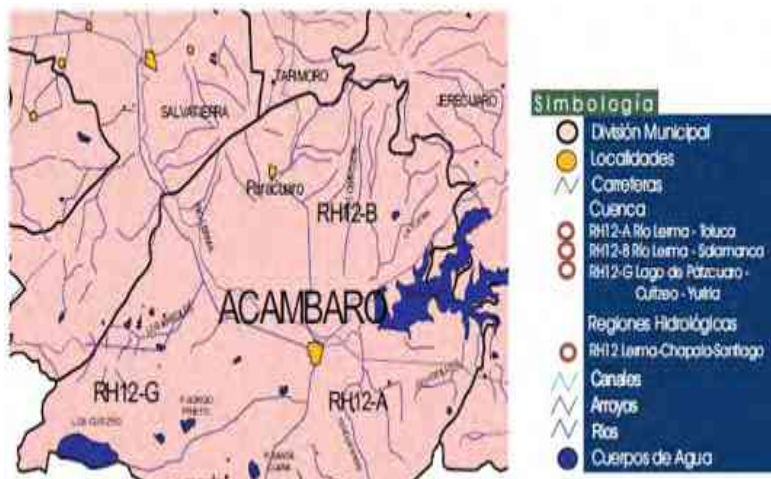 TARIMORO
SALVATIERRA
JERECUARO
Paracuaro
RH12-B
ACAMBARO
RH12-G
RH12-A
Simbología
División Municipal
Localidades
Carreteras
Cuenca
RH12-A Río Lerma - Toluca
RH12-B Río Lerma - Salamanca
RH12-G Lago de Pátzcuaro -
Cuitzeo - Yuriria
Regiones Hidrológicas
RH12 Lerma-Chapala-Santiago
Canales
Arroyos
Ríos
Cuerpos de Agua